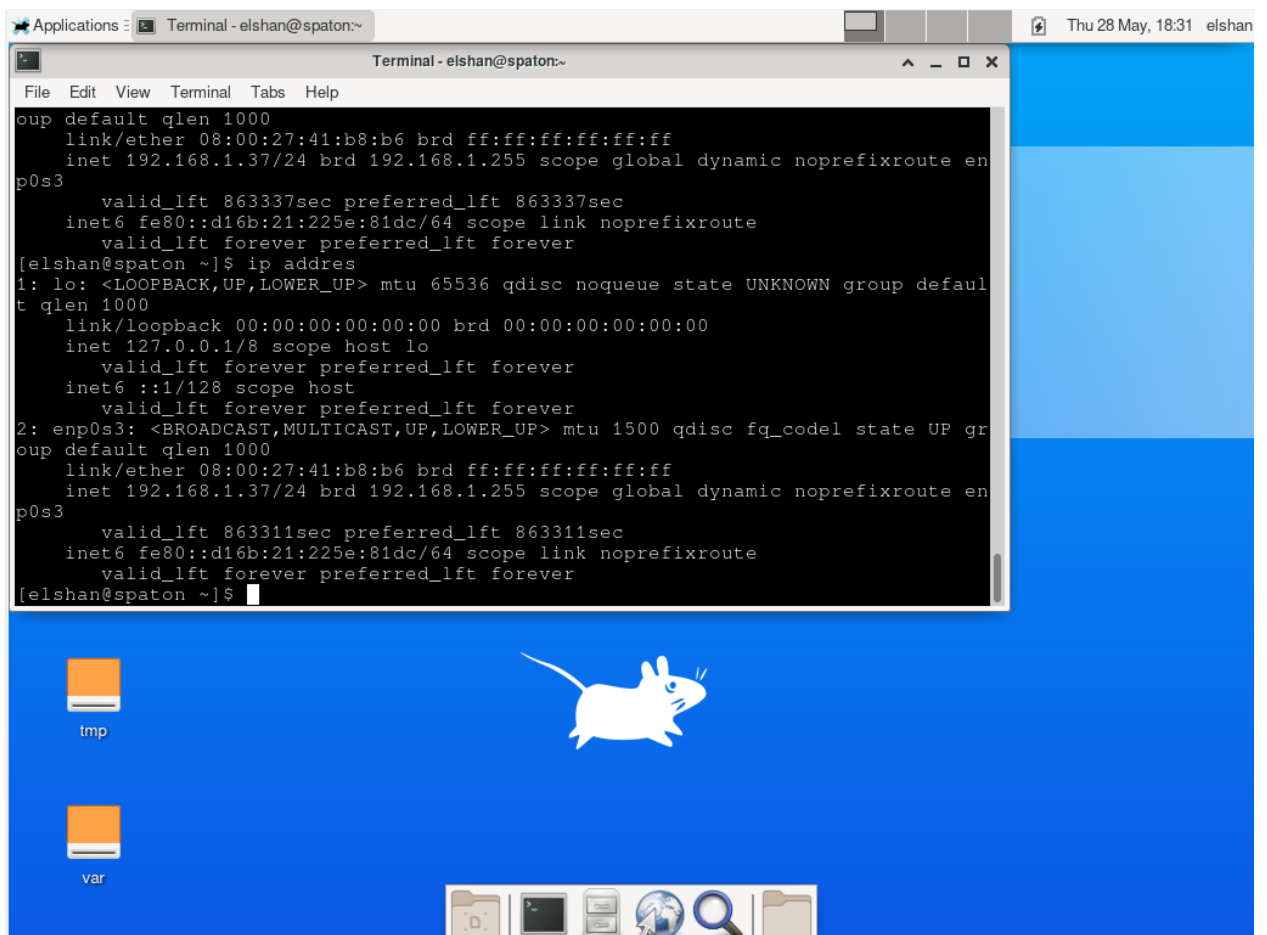 Applications Terminal - elshan@spaton:~ Thu 28 May, 18:31 elshan
Terminal - elshan@spaton:~
File Edit View Terminal Tabs Help
oup default qlen 1000
    link/ether 08:00:27:41:b8:b6 brd ff:ff:ff:ff:ff:ff
    inet 192.168.1.37/24 brd 192.168.1.255 scope global dynamic noprefixroute en
p0s3
       valid_lft 863337sec preferred_lft 863337sec
    inet6 fe80::d16b:21:225e:81dc/64 scope link noprefixroute
       valid_lft forever preferred_lft forever
[elshan@spaton ~]$ ip addres
1: lo: <LOOPBACK,UP,LOWER_UP> mtu 65536 qdisc noqueue state UNKNOWN group defaul
t qlen 1000
    link/loopback 00:00:00:00:00:00 brd 00:00:00:00:00:00
    inet 127.0.0.1/8 scope host lo
       valid_lft forever preferred_lft forever
    inet6 ::1/128 scope host
       valid_lft forever preferred_lft forever
2: enp0s3: <BROADCAST,MULTICAST,UP,LOWER_UP> mtu 1500 qdisc fq_codel state UP gr
oup default qlen 1000
    link/ether 08:00:27:41:b8:b6 brd ff:ff:ff:ff:ff:ff
    inet 192.168.1.37/24 brd 192.168.1.255 scope global dynamic noprefixroute en
p0s3
       valid_lft 863311sec preferred_lft 863311sec
    inet6 fe80::d16b:21:225e:81dc/64 scope link noprefixroute
       valid_lft forever preferred_lft forever
[elshan@spaton ~]$
tmp
var